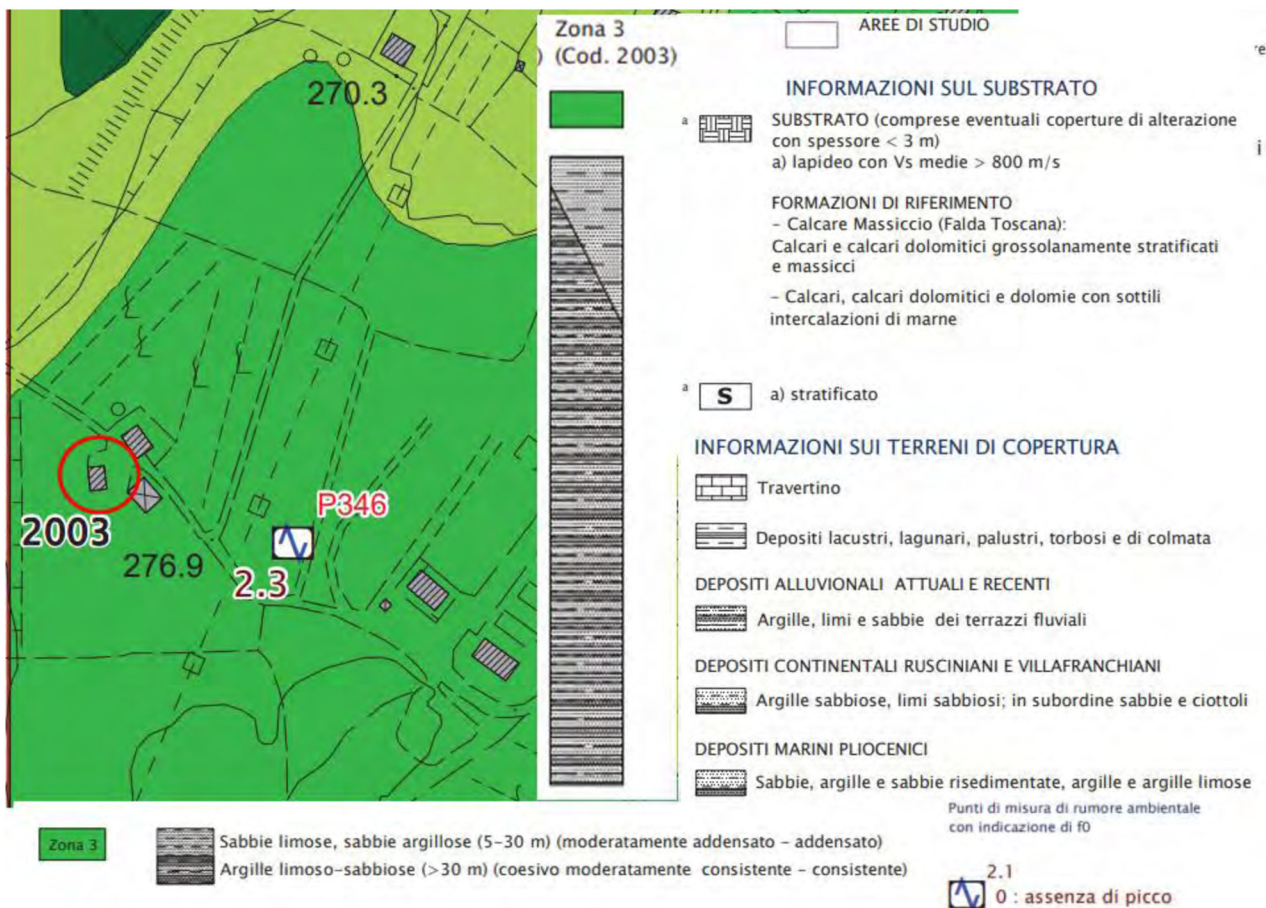 270.3
2003
276.9
P346
2.3
Zona 3
) (Cod. 2003)
AREE DI STUDIO
re
INFORMAZIONI SUL SUBSTRATO
a
SUBSTRATO (comprese eventuali coperture di alterazione
con spessore < 3 m)
i
a) lapideo con Vs medie > 800 m/s
FORMAZIONI DI RIFERIMENTO
- Calcare Massiccio (Falda Toscana):
Calcari e calcari dolomitici grossolanamente stratificati
e massicci
- Calcari, calcari dolomitici e dolomie con sottili
intercalazioni di marne
a S a) stratificato
INFORMAZIONI SUI TERRENI DI COPERTURA
Travertino
Depositi lacustri, lagunari, palustri, torbosi e di colmata
DEPOSITI ALLUVIONALI ATTUALI E RECENTI
Argille, limi e sabbie dei terrazzi fluviali
DEPOSITI CONTINENTALI RUSCINIANI E VILLAFRANCHIANI
Argille sabbiose, limi sabbiosi; in subordine sabbie e ciottoli
DEPOSITI MARINI PLIOCENICI
Sabbie, argille e sabbie risedimentate, argille e argille limose
Punti di misura di rumore ambientale
con indicazione di f0
2.1
0 : assenza di picco
Zona 3
Sabbie limose, sabbie argillose (5-30 m) (moderatamente addensato - addensato)
Argille limoso-sabbiose (>30 m) (coesivo moderatamente consistente - consistente)